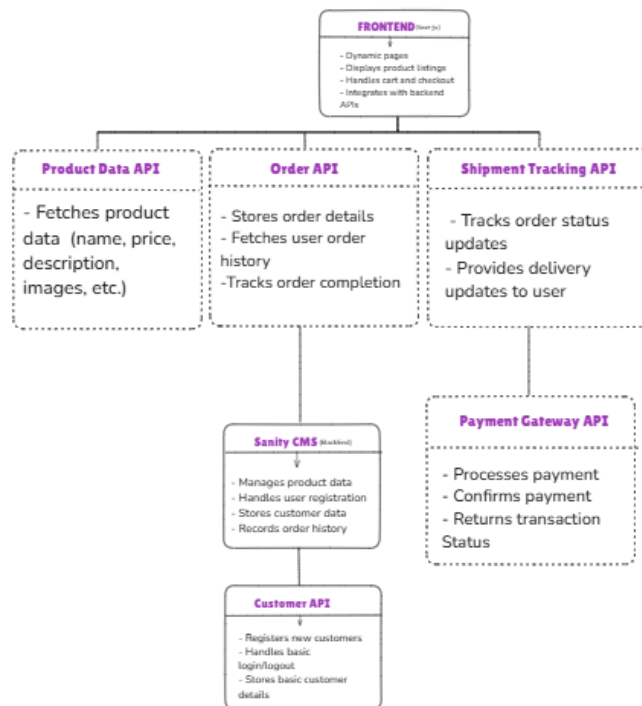 FRONTEND (Next js)
- Dynamic pages
- Displays product listings
- Handles cart and checkout
- Integrates with backend
APIs
Product Data API
- Fetches product
data (name, price,
description,
images, etc.)
Order API
- Stores order details
- Fetches user order
history
-Tracks order completion
Shipment Tracking API
- Tracks order status
updates
- Provides delivery
updates to user
Sanity CMS (Backend)
- Manages product data
- Handles user registration
- Stores customer data
- Records order history
Payment Gateway API
- Processes payment
- Confirms payment
- Returns transaction
Status
Customer API
- Registers new customers
- Handles basic
login/logout
- Stores basic customer
details